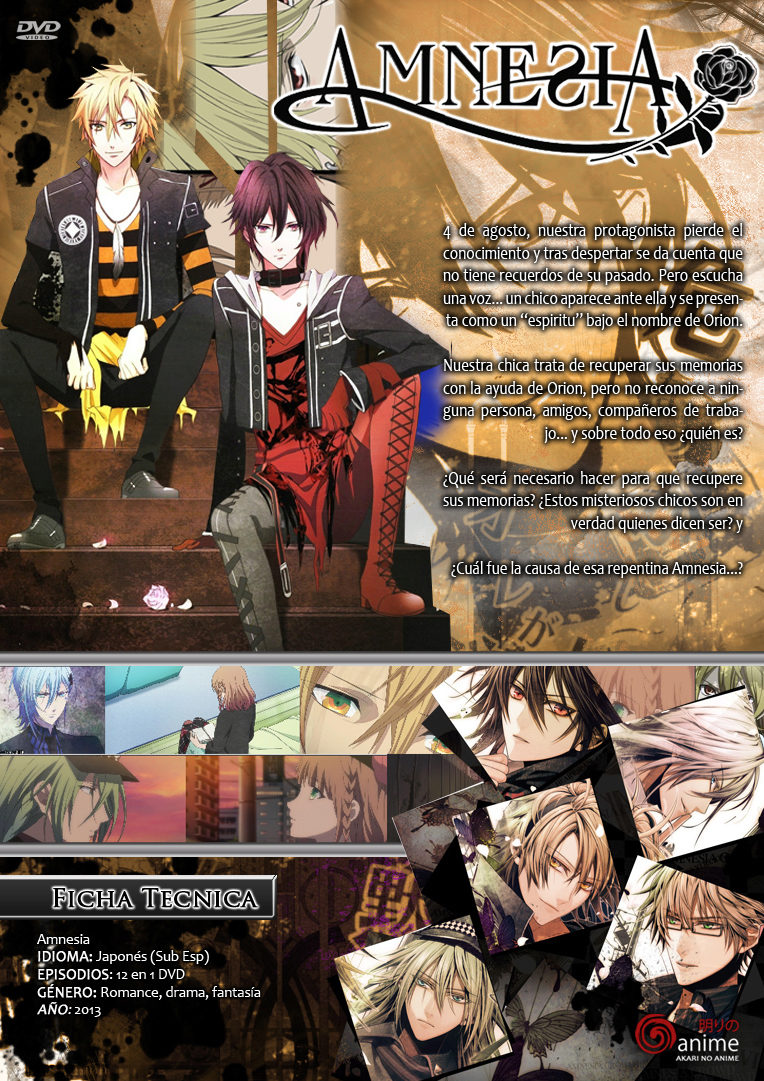 DVD
VIDEO
AMNESIA
4 de agosto, nuestra protagonista pierde el
conocimiento y tras despertar se da cuenta que
no tiene recuerdos de su pasado. Pero escucha
una voz... un chico aparece ante ella y se presen-
ta como un “espiritu” bajo el nombre de Orion.
Nuestra chica trata de recuperar sus memorias
con la ayuda de Orion, pero no reconoce a nin-
guna persona, amigos, compañeros de traba-
jo... y sobre todo eso ¿quién es?
¿Qué será necesario hacer para que recupere
sus memorias? ¿Estos misteriosos chicos son en
verdad quienes dicen ser? y
¿Cuál fue la causa de esa repentina Amnesia...?
FICHA TECNICA
Amnesia
IDIOMA: Japonés (Sub Esp)
EPISODIOS: 12 en 1 DVD
GÉNERO: Romance, drama, fantasía
AÑO: 2013
明りの
anime
AKARI NO ANIME